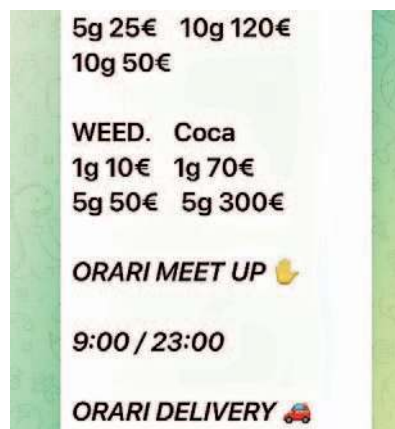 5g 25€ 10g 120€
10g 50€
WEED. Coca
1g 10€ 1g 70€
5g 50€ 5g 300€
ORARI MEET UP ✋
9:00 / 23:00
ORARI DELIVERY 🚗